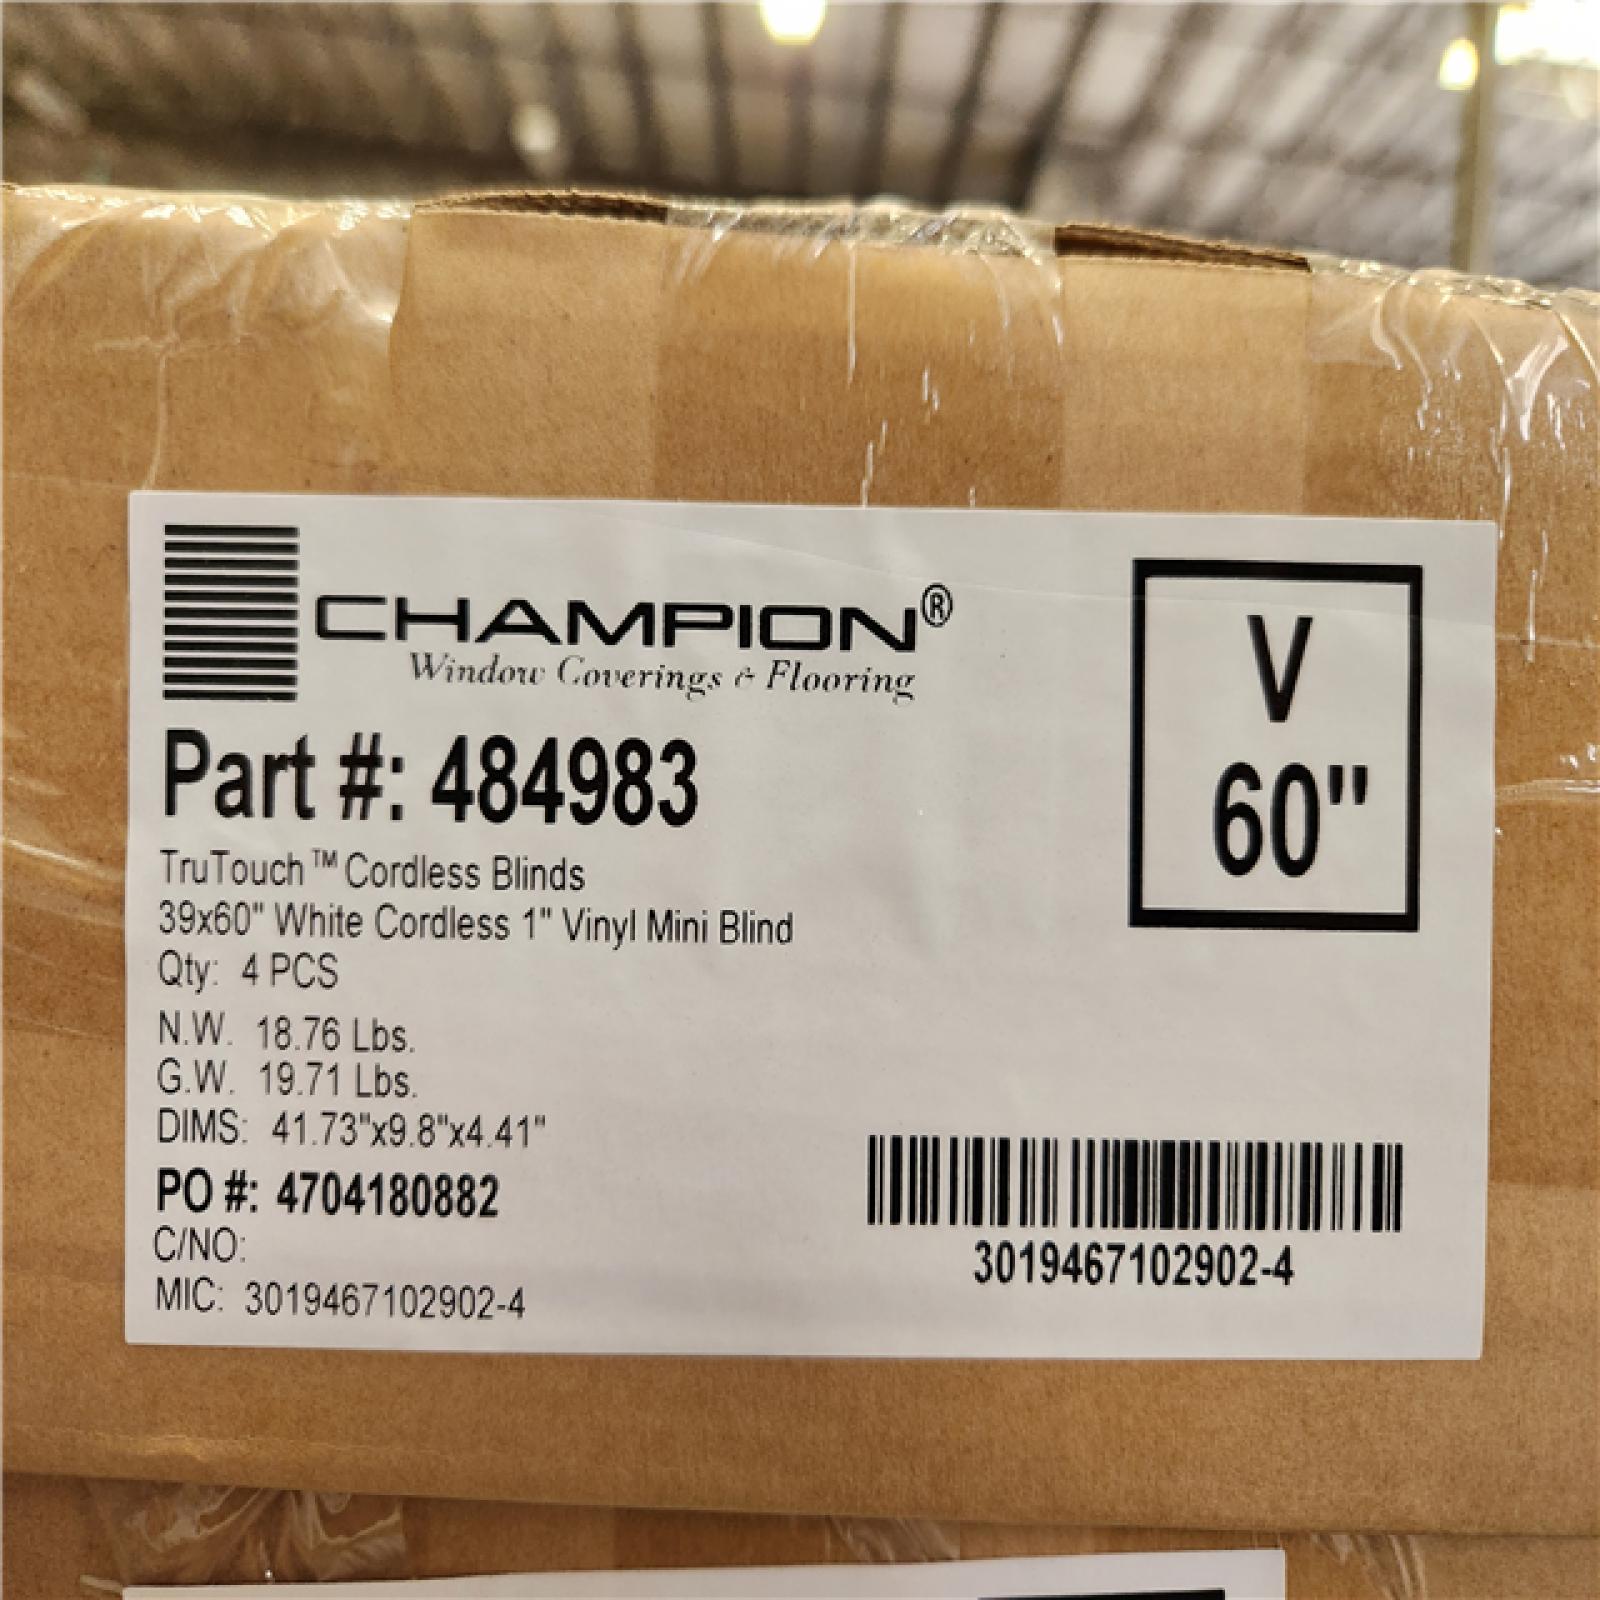 CHAMPION®
Window Coverings & Flooring
V
60"
Part #: 484983
TruTouch™ Cordless Blinds
39x60" White Cordless 1" Vinyl Mini Blind
Qty: 4 PCS
N.W. 18.76 Lbs.
G.W. 19.71 Lbs.
DIMS: 41.73"x9.8"x4.41"
PO #: 4704180882
C/NO:
MIC: 3019467102902-4
3019467102902-4